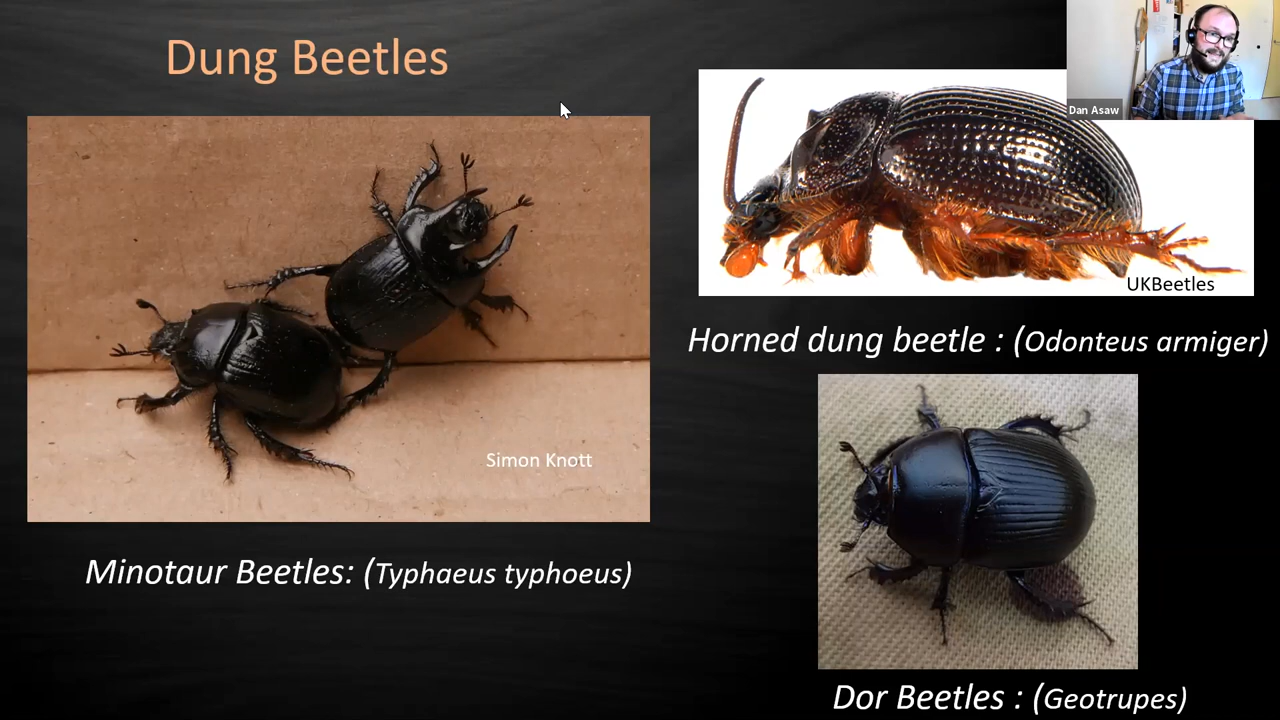 Dung Beetles
Dan Asaw
UKBeetles
Horned dung beetle : (Odonteus armiger)
Simon Knott
Minotaur Beetles: (Typhaeus typhoeus)
Dor Beetles : (Geotrupes)